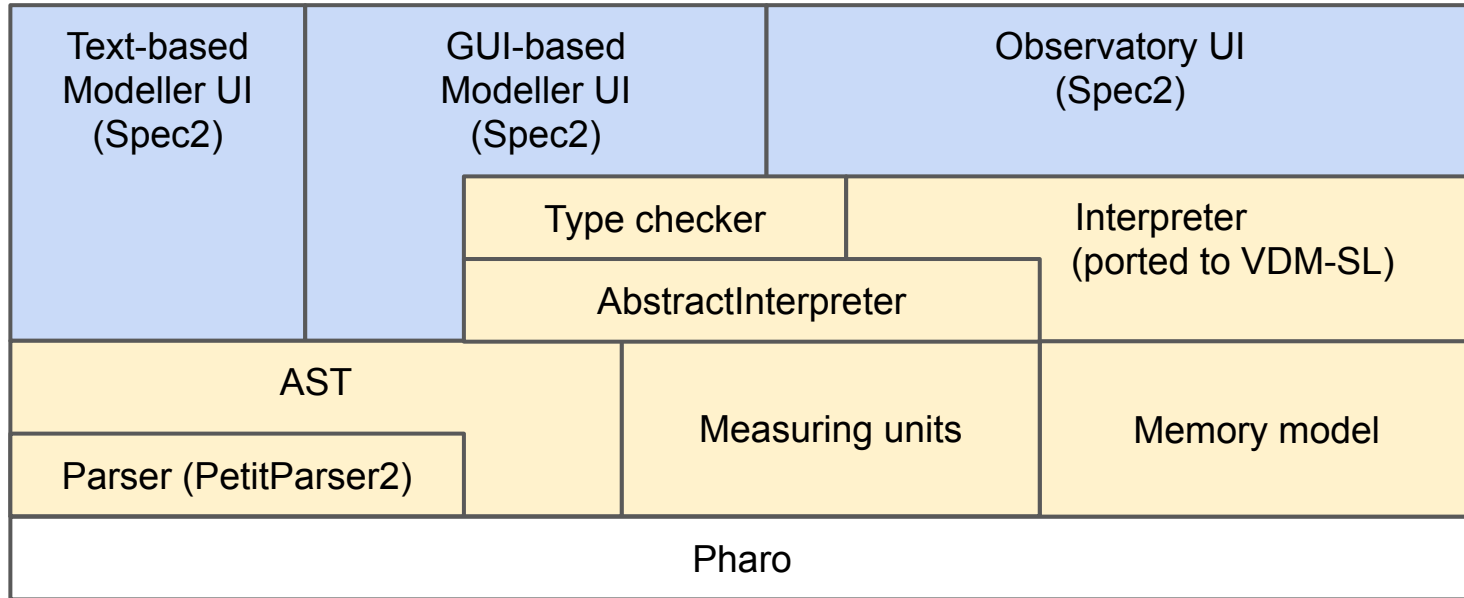 Text-based
Modeller UI
(Spec2)
GUI-based
Modeller UI
(Spec2)
Observatory UI
(Spec2)
Type checker
Interpreter
(ported to VDM-SL)
AbstractInterpreter
AST
Measuring units
Memory model
Parser (PetitParser2)
Pharo